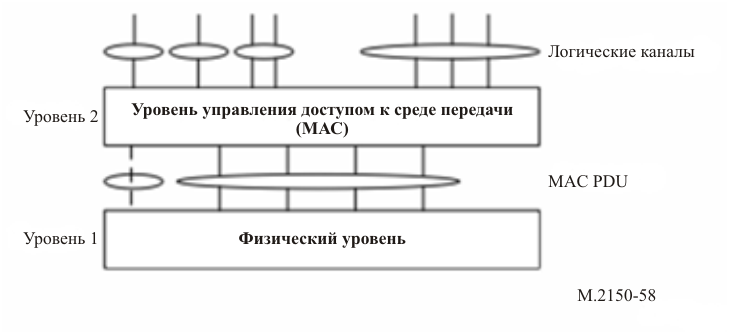 Логические каналы
Уровень 2
Уровень управления доступом к среде передачи
(MAC)
MAC PDU
Уровень 1
Физический уровень
M.2150-58